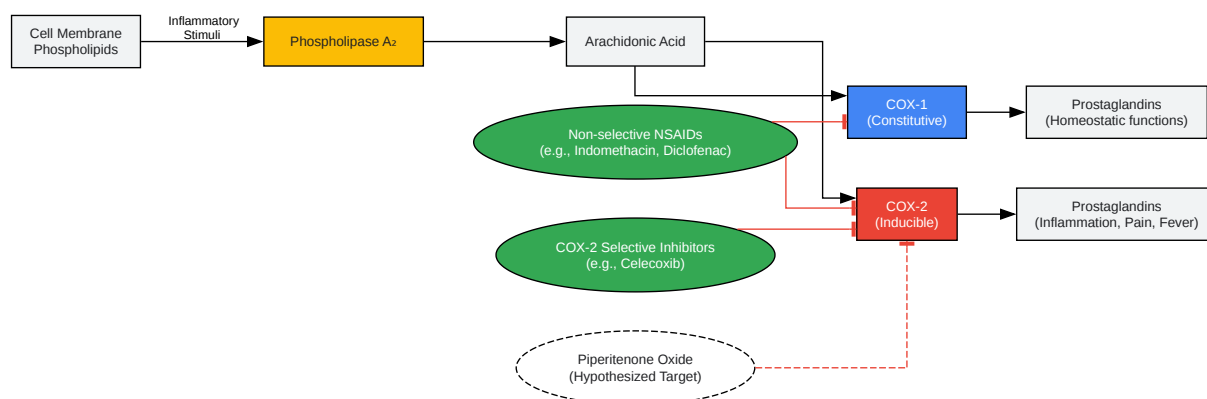 Cell Membrane
Phospholipids
Inflammatory
Stimuli
Phospholipase A₂
Arachidonic Acid
COX-1
(Constitutive)
Prostaglandins
(Homeostatic functions)
Non-selective NSAIDs
(e.g., Indomethacin, Diclofenac)
COX-2
(Inducible)
Prostaglandins
(Inflammation, Pain, Fever)
COX-2 Selective Inhibitors
(e.g., Celecoxib)
Piperitenone Oxide
(Hypothesized Target)